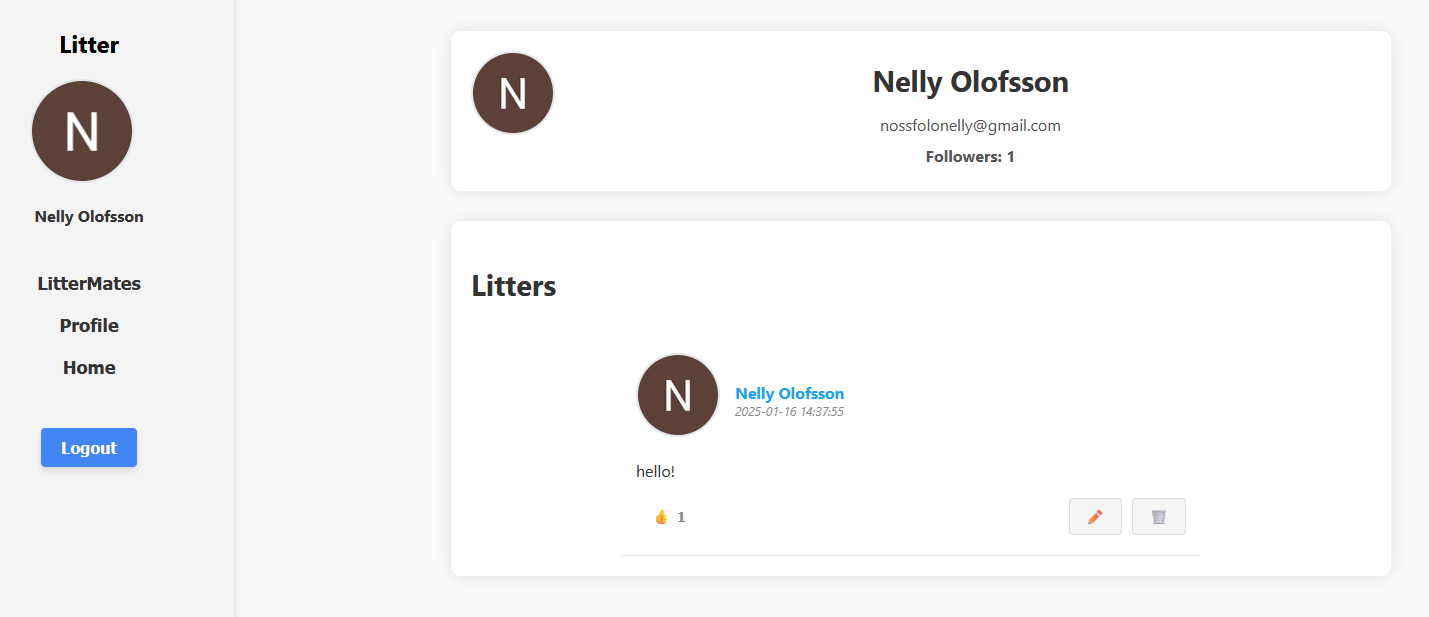 Litter
N
Nelly Olofsson
LitterMates
Profile
Home
Logout
N
Nelly Olofsson
nossfolonelly@gmail.com
Followers: 1
Litters
N
Nelly Olofsson
2025-01-16 14:37:55
hello!
1